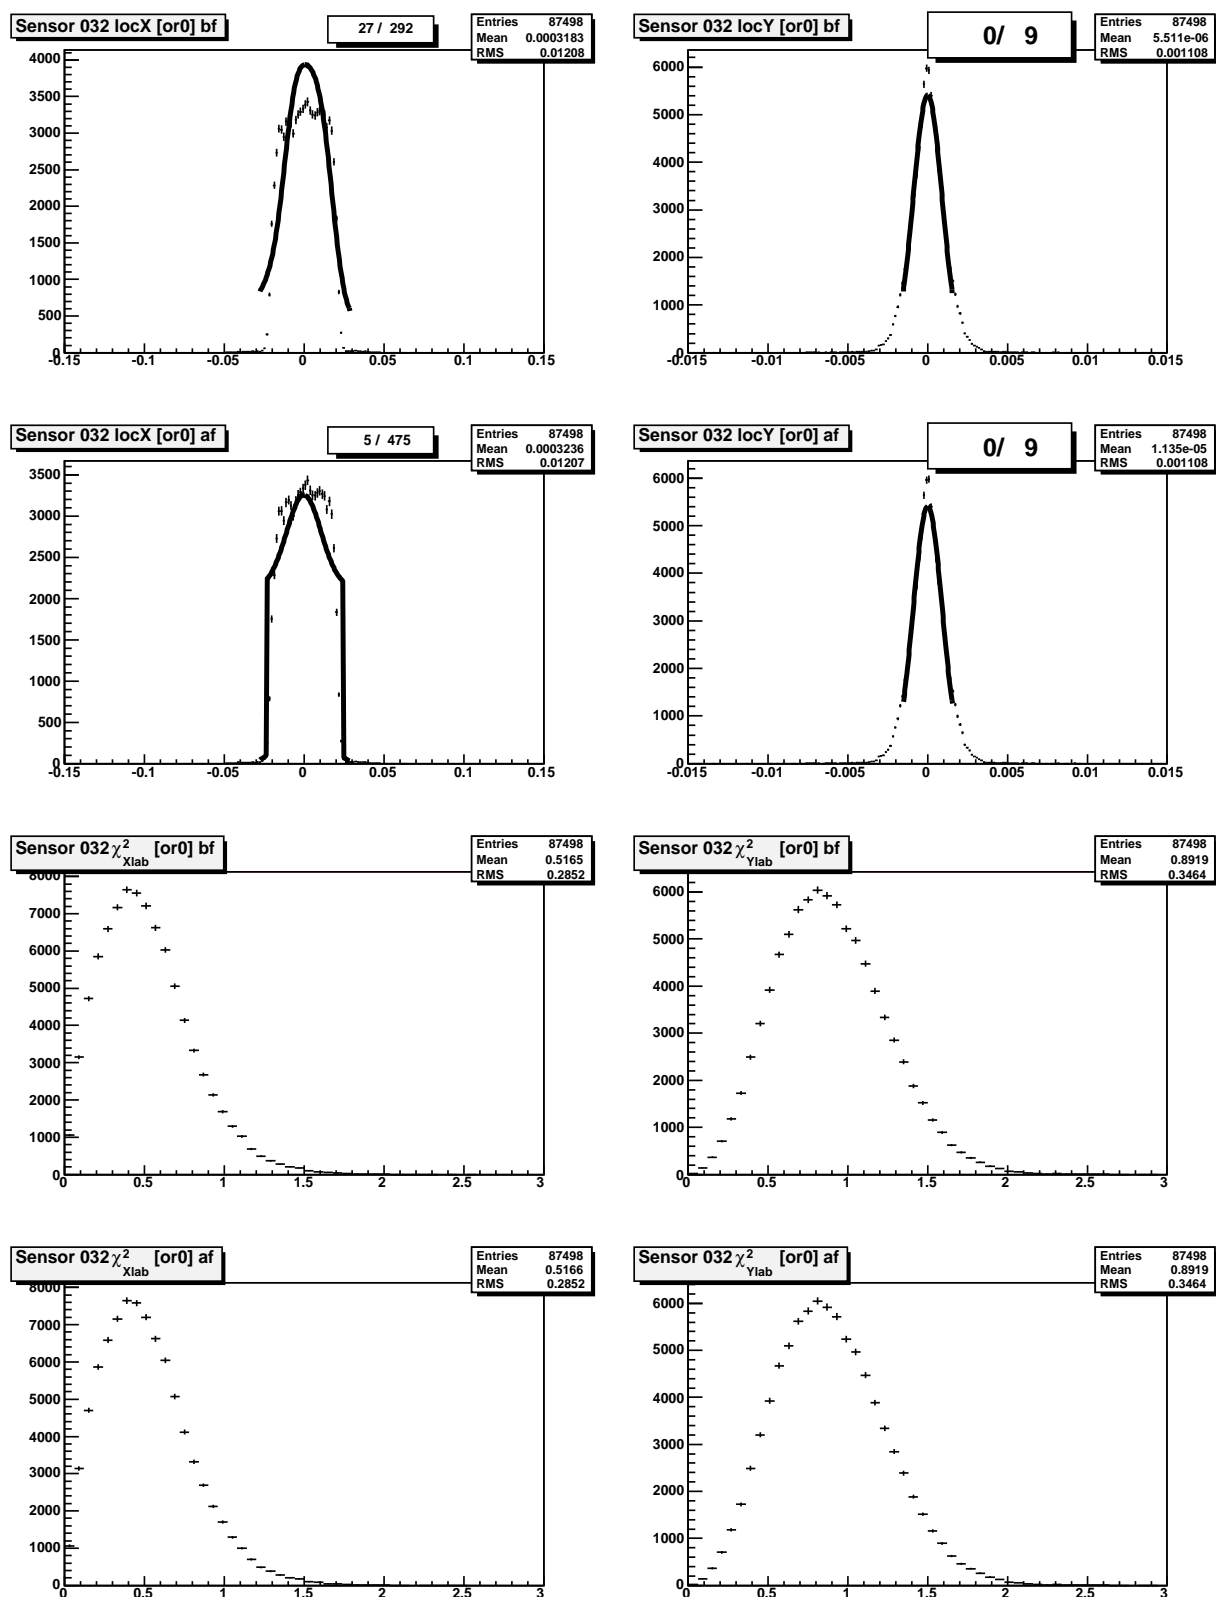 Sensor 032 locX [or0] bf
27 / 292
Entries 87498
Mean 0.0003183
RMS 0.01208
4000
3500
3000
2500
2000
1500
1000
500
0
-0.15 -0.1 -0.05 0 0.05 0.1 0.15
Sensor 032 locY [or0] bf
0/ 9
Entries 87498
Mean 5.511e-06
RMS 0.001108
6000
5000
4000
3000
2000
1000
0
-0.015 -0.01 -0.005 0 0.005 0.01 0.015
Sensor 032 locX [or0] af
5 / 475
Entries 87498
Mean 0.0003236
RMS 0.01207
3500
3000
2500
2000
1500
1000
500
0
-0.15 -0.1 -0.05 0 0.05 0.1 0.15
Sensor 032 locY [or0] af
0/ 9
Entries 87498
Mean 1.135e-05
RMS 0.001108
6000
5000
4000
3000
2000
1000
0
-0.015 -0.01 -0.005 0 0.005 0.01 0.015
Sensor 032 χ²Xlab [or0] bf
Entries 87498
Mean 0.5165
RMS 0.2852
8000
7000
6000
5000
4000
3000
2000
1000
0
0 0.5 1 1.5 2 2.5 3
Sensor 032 χ²Ylab [or0] bf
Entries 87498
Mean 0.8919
RMS 0.3464
6000
5000
4000
3000
2000
1000
0
0 0.5 1 1.5 2 2.5 3
Sensor 032 χ²Xlab [or0] af
Entries 87498
Mean 0.5166
RMS 0.2852
8000
7000
6000
5000
4000
3000
2000
1000
0
0 0.5 1 1.5 2 2.5 3
Sensor 032 χ²Ylab [or0] af
Entries 87498
Mean 0.8919
RMS 0.3464
6000
5000
4000
3000
2000
1000
0
0 0.5 1 1.5 2 2.5 3